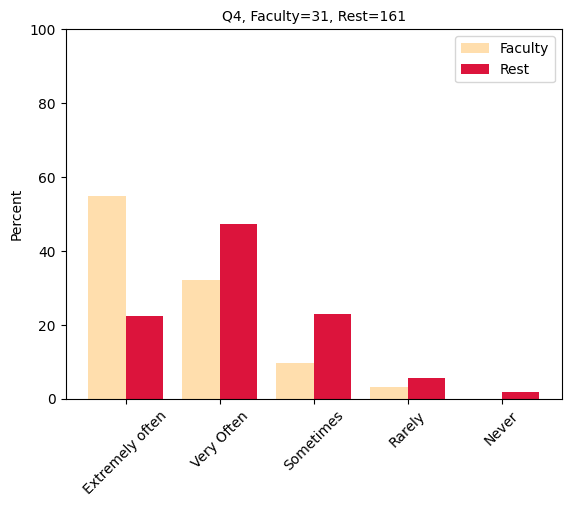 Q4, Faculty=31, Rest=161
100
80
60
40
20
0
Percent
Faculty
Rest
Extremely often
Very Often
Sometimes
Rarely
Never